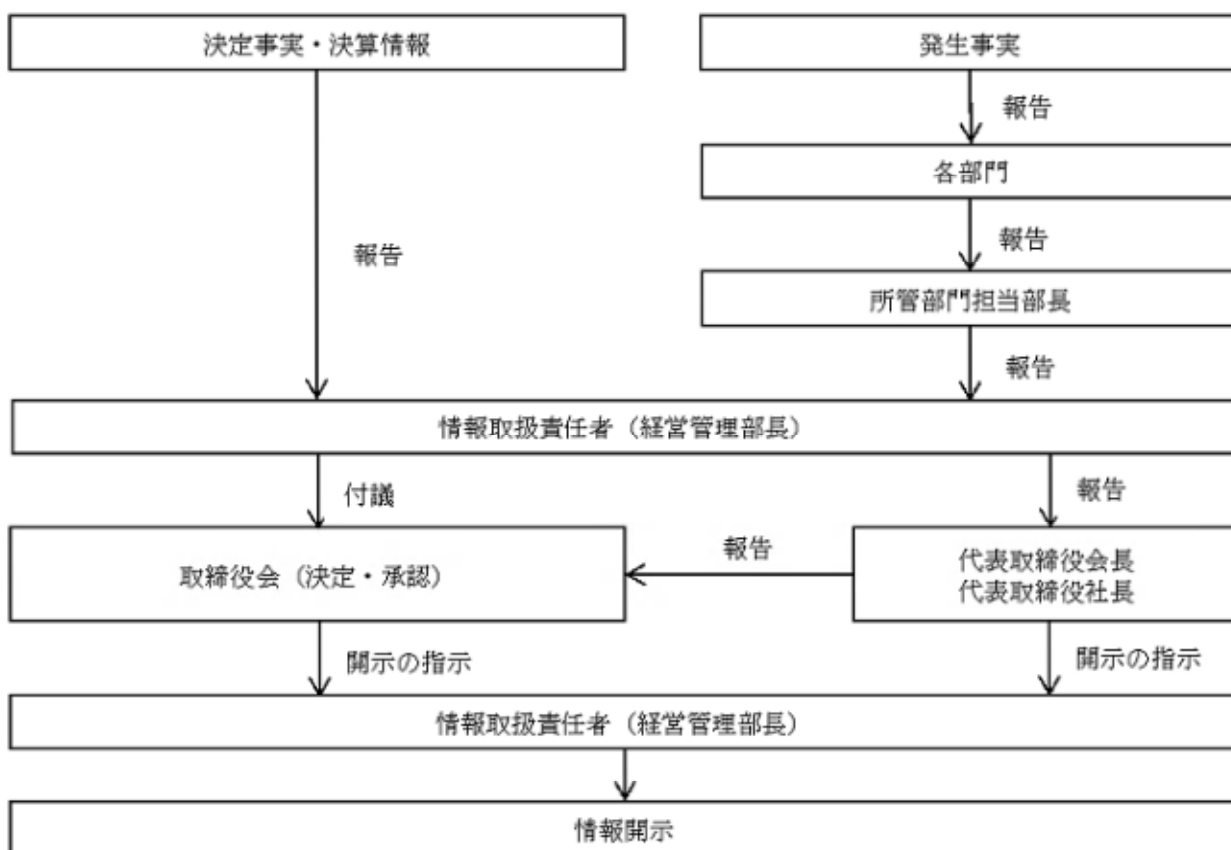 決定事実・決算情報
発生事実
報告
各部門
報告
報告
所管部門担当部長
報告
情報取扱責任者（経営管理部長）
付議
報告
取締役会（決定・承認）
報告
代表取締役会長
代表取締役社長
開示の指示
開示の指示
情報取扱責任者（経営管理部長）
情報開示